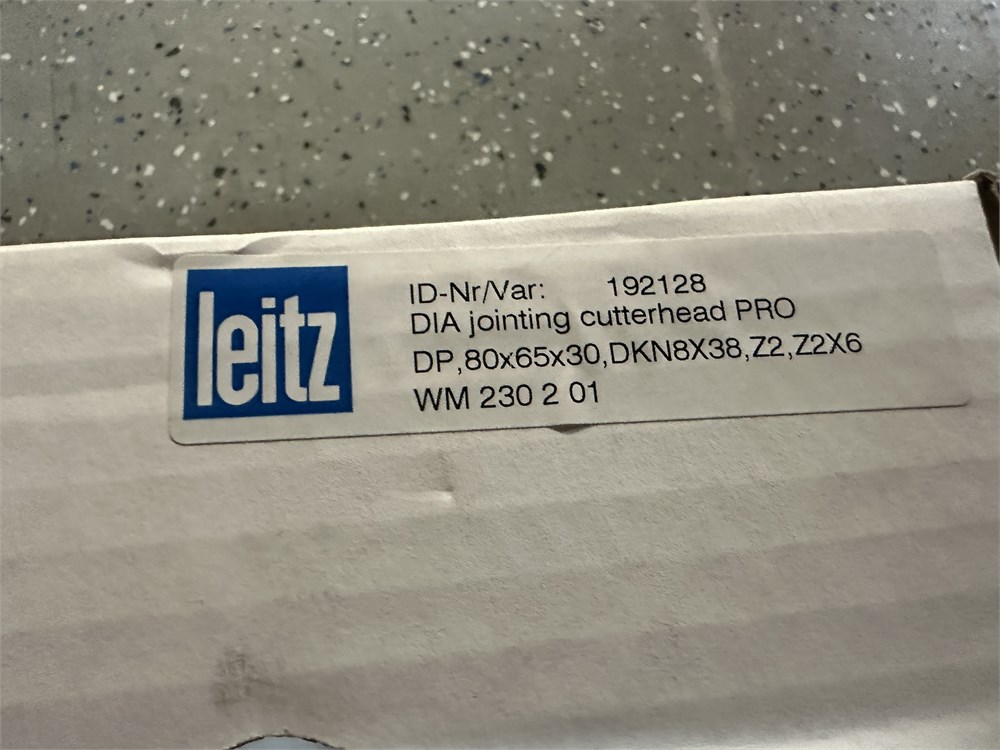 leitz
ID-Nr/Var: 192128
DIA jointing cutterhead PRO
DP,80x65x30,DKN8X38,Z2,Z2X6
WM 230 2 01